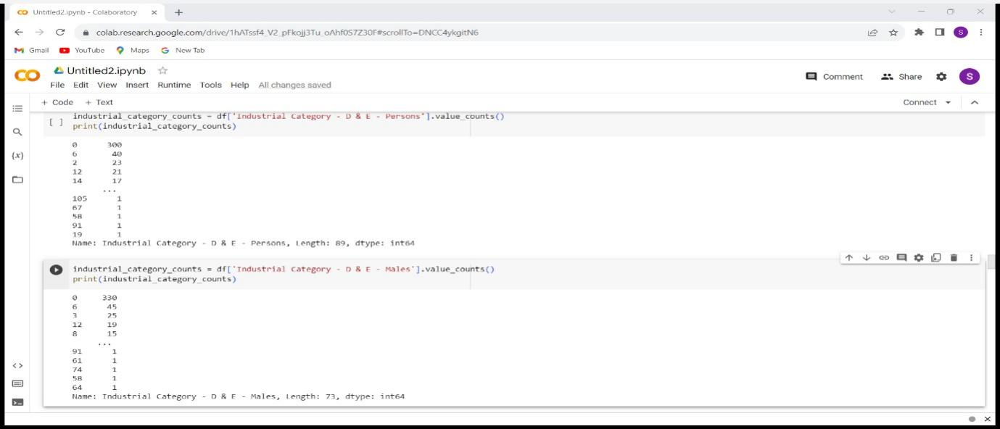 Untitled2.ipynb - Colaboratory
colab.research.google.com/drive/1hATssf4_V2_pFkojj3Tu_oAhf0S7Z30F#scrollTo=DNCC4ykgitN6
S
Gmail YouTube Maps New Tab
Untitled2.ipynb
Comment Share S
File Edit View Insert Runtime Tools Help All changes saved
+ Code + Text Connect
[ ] industrial_category_counts = df['Industrial Category - D & E - Persons'].value_counts()
print(industrial_category_counts)
0 300
6 40
2 23
12 21
14 17
...
105 1
67 1
58 1
91 1
19 1
Name: Industrial Category - D & E - Persons, Length: 89, dtype: int64
industrial_category_counts = df['Industrial Category - D & E - Males'].value_counts()
print(industrial_category_counts)
0 330
6 45
3 25
12 19
8 15
...
91 1
61 1
74 1
58 1
64 1
Name: Industrial Category - D & E - Males, Length: 73, dtype: int64